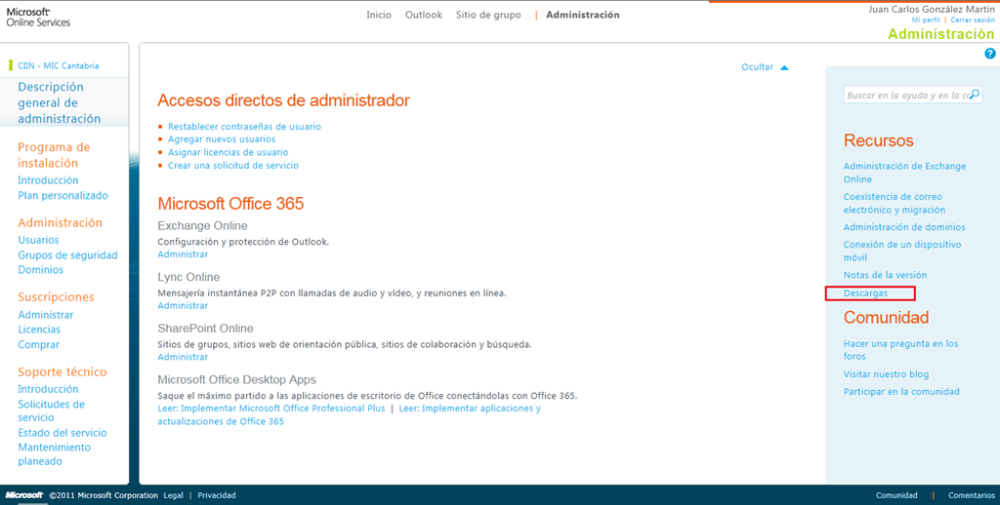 Microsoft
Online Services
Inicio Outlook Sitio de grupo | Administración
Juan Carlos González Martín
Mi perfil | Cerrar sesión
Administración
?
CIIN - MIC Cantabria
Descripción
general de
administración
Programa de
instalación
Introducción
Plan personalizado
Administración
Usuarios
Grupos de seguridad
Dominios
Suscripciones
Administrar
Licencias
Comprar
Soporte técnico
Introducción
Solicitudes de
servicio
Estado del servicio
Mantenimiento
planeado
Ocultar
Accesos directos de administrador
Restablecer contraseñas de usuario
Agregar nuevos usuarios
Asignar licencias de usuario
Crear una solicitud de servicio
Microsoft Office 365
Exchange Online
Configuración y protección de Outlook.
Administrar
Lync Online
Mensajería instantánea P2P con llamadas de audio y vídeo, y reuniones en línea.
Administrar
SharePoint Online
Sitios de grupos, sitios web de orientación pública, sitios de colaboración y búsqueda.
Administrar
Microsoft Office Desktop Apps
Saque el máximo partido a las aplicaciones de escritorio de Office conectándolas con Office 365.
Leer: Implementar Microsoft Office Professional Plus | Leer: Implementar aplicaciones y
actualizaciones de Office 365
Buscar en la ayuda y en la co
Recursos
Administración de Exchange
Online
Coexistencia de correo
electrónico y migración
Administración de dominios
Conexión de un dispositivo
móvil
Notas de la versión
Descargas
Comunidad
Hacer una pregunta en los
foros
Visitar nuestro blog
Participar en la comunidad
Microsoft ©2011 Microsoft Corporation Legal | Privacidad
Comunidad | Comentarios